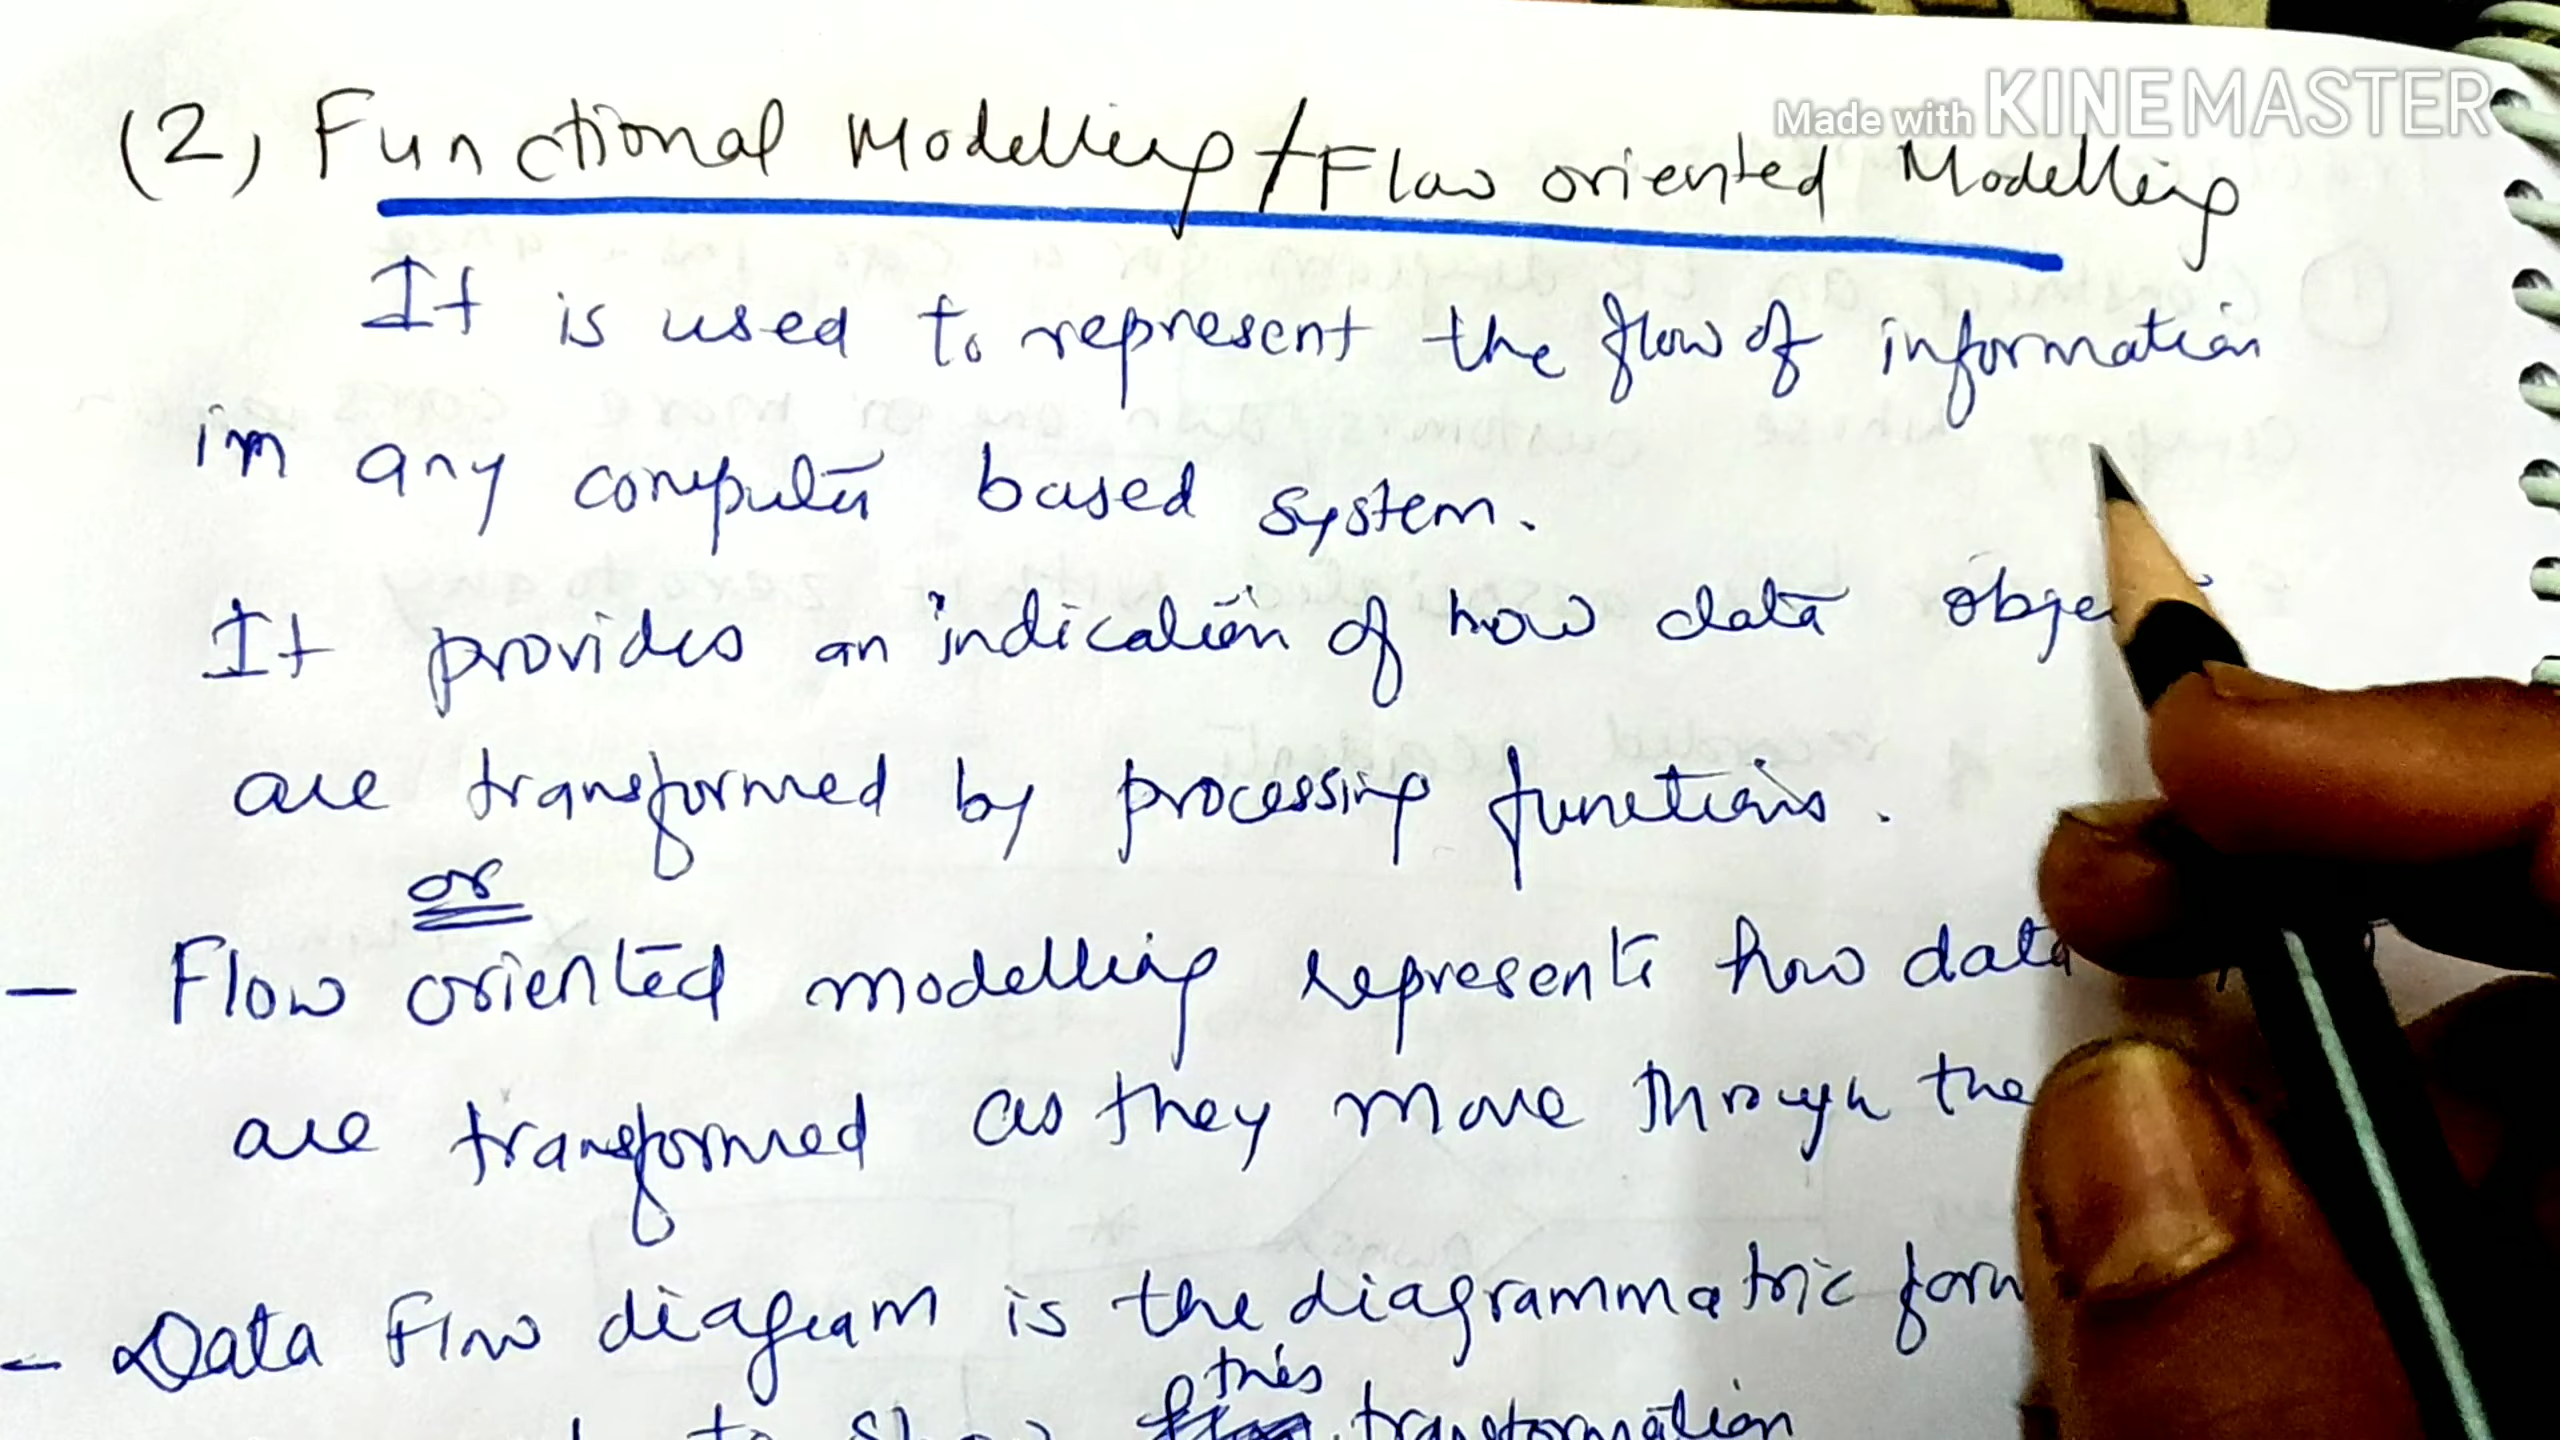 Made with KINEMASTER
(2) Functional Modelling / Flow oriented Modelling
It is used to represent the flow of information
in any computer based system.
It provides an indication of how data
are transformed by processing functions.
or
- Flow oriented modelling represents how data
are transformed as they move through the
- Data Flow diagram is the diagrammatic form
this
to show transformation